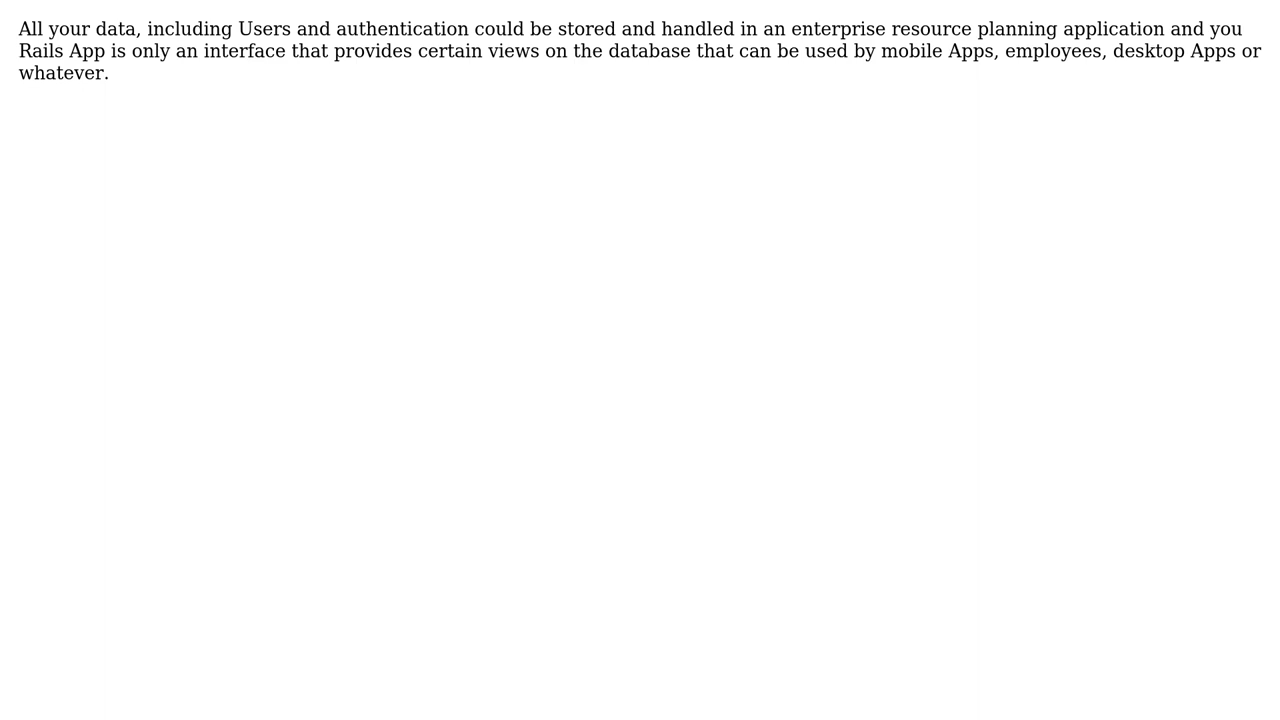 All your data, including Users and authentication could be stored and handled in an enterprise resource planning application and you
Rails App is only an interface that provides certain views on the database that can be used by mobile Apps, employees, desktop Apps or
whatever.